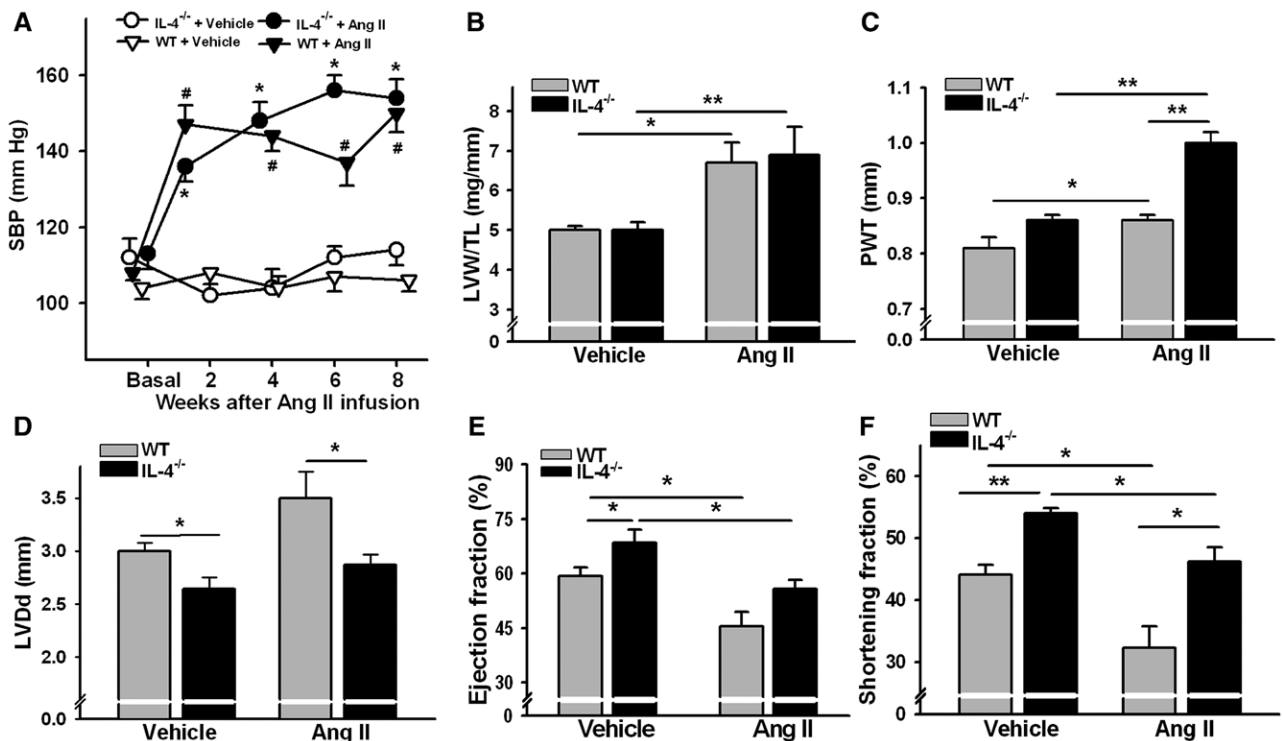 A
IL-4-/- + Vehicle
IL-4-/- + Ang II
WT + Vehicle
WT + Ang II
SBP (mm Hg)
160
140
120
100
# * * *
* # # #
Basal 2 4 6 8
Weeks after Ang II infusion
B
WT
IL-4-/-
LVW/TL (mg/mm)
8
7
6
5
4
3
0
**
*
Vehicle Ang II
C
WT
IL-4-/-
PWT (mm)
1.1
1.0
0.9
0.8
0.7
0.0
**
**
*
Vehicle Ang II
D
WT
IL-4-/-
LVDd (mm)
3.5
3.0
2.5
2.0
0.0
*
*
Vehicle Ang II
E
WT
IL-4-/-
Ejection fraction (%)
90
75
60
45
30
0
*
* *
Vehicle Ang II
F
WT
IL-4-/-
Shortening fraction (%)
60
50
40
30
0
*
** *
*
Vehicle Ang II